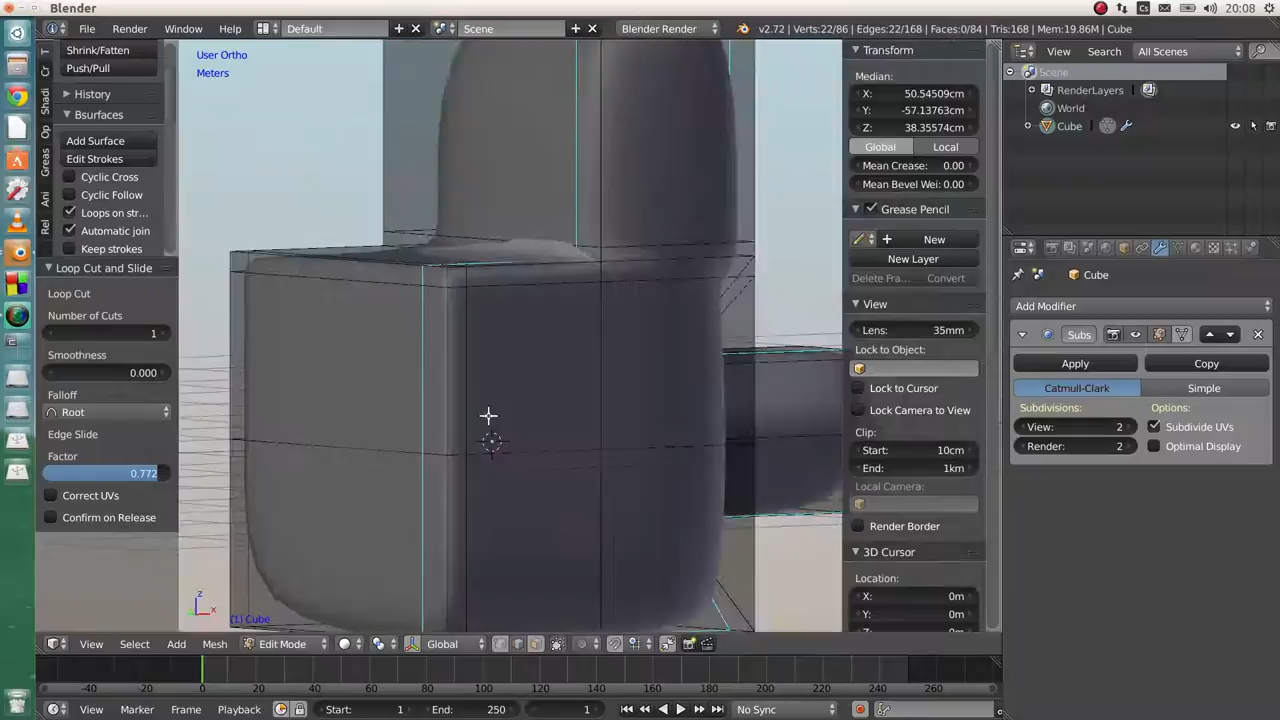 Blender
20:08
File
Render
Window
Help
Default
Scene
Blender Render
v2.72 | Verts:22/86 | Edges:22/168 | Faces:0/84 | Tris:168 | Mem:19.86M | Cube
Shrink/Fatten
Push/Pull
History
Bsurfaces
Add Surface
Edit Strokes
Cyclic Cross
Cyclic Follow
Loops on str...
Automatic join
Keep strokes
Loop Cut and Slide
Loop Cut
Number of Cuts
1
Smoothness
0.000
Falloff
Root
Edge Slide
Factor
0.772
Correct UVs
Confirm on Release
Cr
Shadi
Op
Greas
Ani
Rel
User Ortho
Meters
z
x
(1) Cube
Transform
Median:
X: 50.54509cm
Y: -57.13763cm
Z: 38.35574cm
Global Local
Mean Crease: 0.00
Mean Bevel Wei: 0.00
Grease Pencil
New
New Layer
Delete Fra... Convert
View
Lens: 35mm
Lock to Object:
Lock to Cursor
Lock Camera to View
Clip:
Start: 10cm
End: 1km
Local Camera:
Render Border
3D Cursor
Location:
X: 0m
Y: 0m
View Search All Scenes
Scene
RenderLayers
World
Cube
Cube
Add Modifier
Subs
Apply Copy
Catmull-Clark Simple
Subdivisions: Options:
View: 2 Subdivide UVs
Render: 2 Optimal Display
View Select Add Mesh Edit Mode Global
-40 -20 0 20 40 60 80 100 120 140 160 180 200 220 240 260
View Marker Frame Playback Start: 1 End: 250 1 No Sync